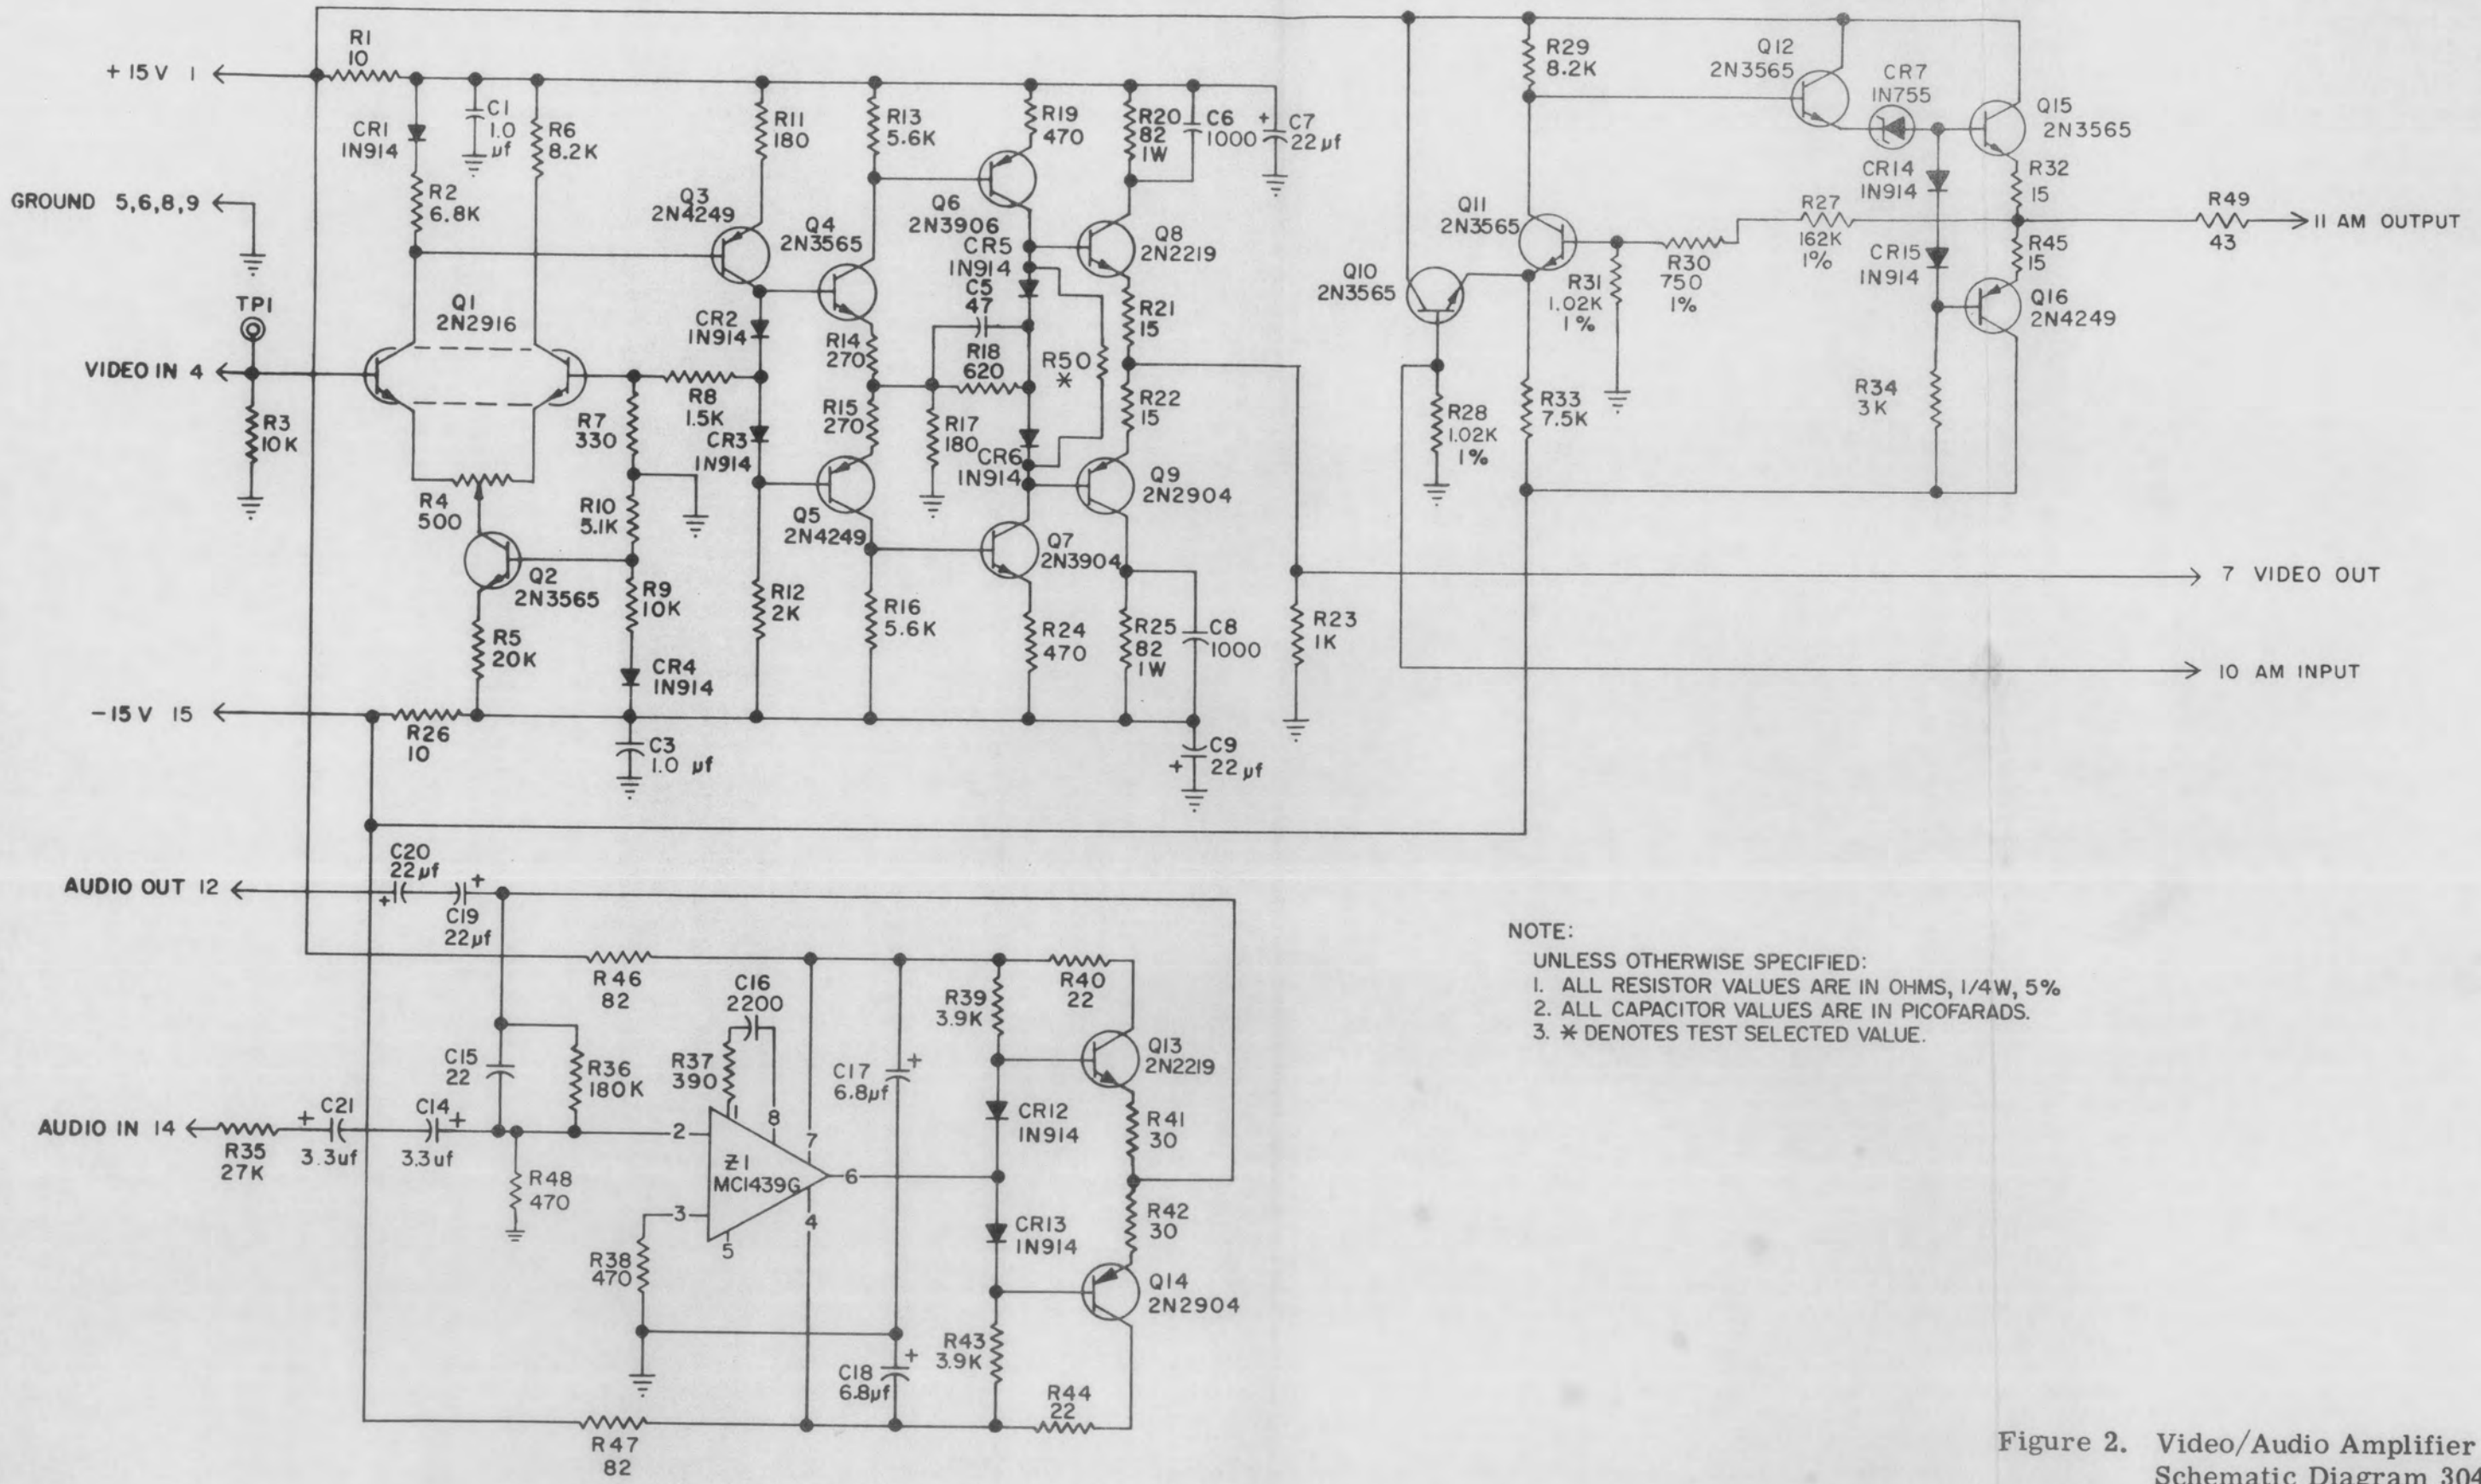 +15V 1
R1
10
CR1
1N914
C1
1.0
µf
R6
8.2K
R2
6.8K
GROUND 5,6,8,9
TP1
VIDEO IN 4
R3
10K
Q1
2N2916
R4
500
Q2
2N3565
R5
20K
-15V 15
R26
10
R7
330
R8
1.5K
R10
5.1K
R9
10K
CR4
1N914
C3
1.0 µf
Q3
2N4249
R11
180
CR2
1N914
CR3
1N914
R12
2K
Q4
2N3565
R13
5.6K
R14
270
R15
270
Q5
2N4249
R16
5.6K
R17
180
C5
47
R18
620
Q6
2N3906
R19
470
CR5
1N914
R50
*
CR6
1N914
Q7
2N3904
R24
470
R20
82
1W
C6
1000
+
C7
22µf
Q8
2N2219
R21
15
R22
15
Q9
2N2904
R25
82
1W
C8
1000
+
C9
22µf
R23
1K
R29
8.2K
Q12
2N3565
CR7
1N755
Q15
2N3565
R32
15
CR14
1N914
R27
162K
1%
Q11
2N3565
R30
750
1%
R31
1.02K
1%
Q10
2N3565
R28
1.02K
1%
R33
7.5K
CR15
1N914
R45
15
Q16
2N4249
R34
3K
R49
43
11 AM OUTPUT
7 VIDEO OUT
10 AM INPUT
AUDIO OUT 12
C20
22µf
+
+
C19
22µf
R46
82
C15
22
R36
180K
AUDIO IN 14
R35
27K
+
C21
3.3uf
C14
+
3.3uf
R48
470
C16
2200
R37
390
1
8
2
7
Z1
MC1439G
6
3
4
5
R38
470
C17
6.8µf
+
C18
6.8µf
+
R39
3.9K
R40
22
Q13
2N2219
CR12
1N914
R41
30
CR13
1N914
R42
30
Q14
2N2904
R43
3.9K
R44
22
R47
82
NOTE:
UNLESS OTHERWISE SPECIFIED:
1. ALL RESISTOR VALUES ARE IN OHMS, 1/4W, 5%
2. ALL CAPACITOR VALUES ARE IN PICOFARADS.
3. * DENOTES TEST SELECTED VALUE.
Figure 2. Video/Audio Amplifier
Schematic Diagram 304